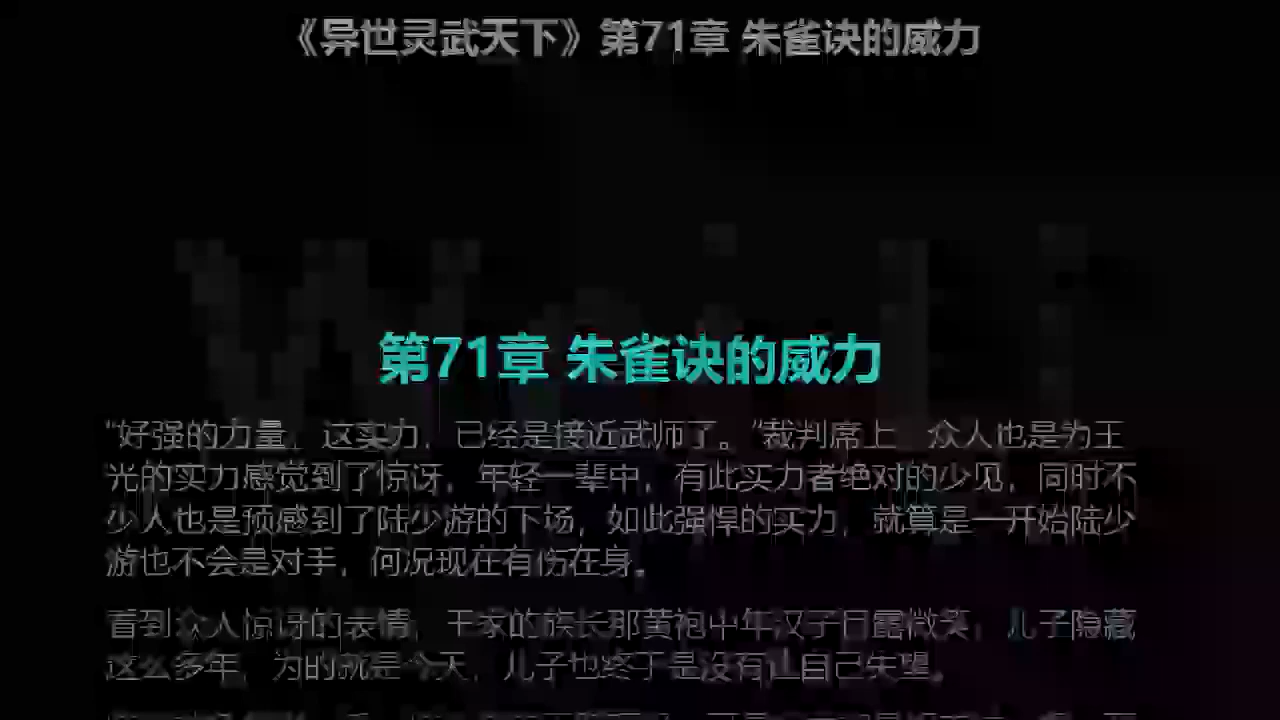 《异世灵武天下》第71章 朱雀诀的威力
第71章 朱雀诀的威力
“好强的力量，这实力，已经是接近武师了。”裁判席上，众人也是为王
光的实力感觉到了惊讶，年轻一辈中，有此实力者绝对的少见，同时不
少人也是预感到了陆少游的下场，如此强悍的实力，就算是一开始陆少
游也不会是对手，何况现在有伤在身。
看到众人惊讶的表情，王家的族长那黄袍中年汉子目露微笑，儿子隐藏
这么多年，为的就是今天，儿子也终于是没有让自己失望。